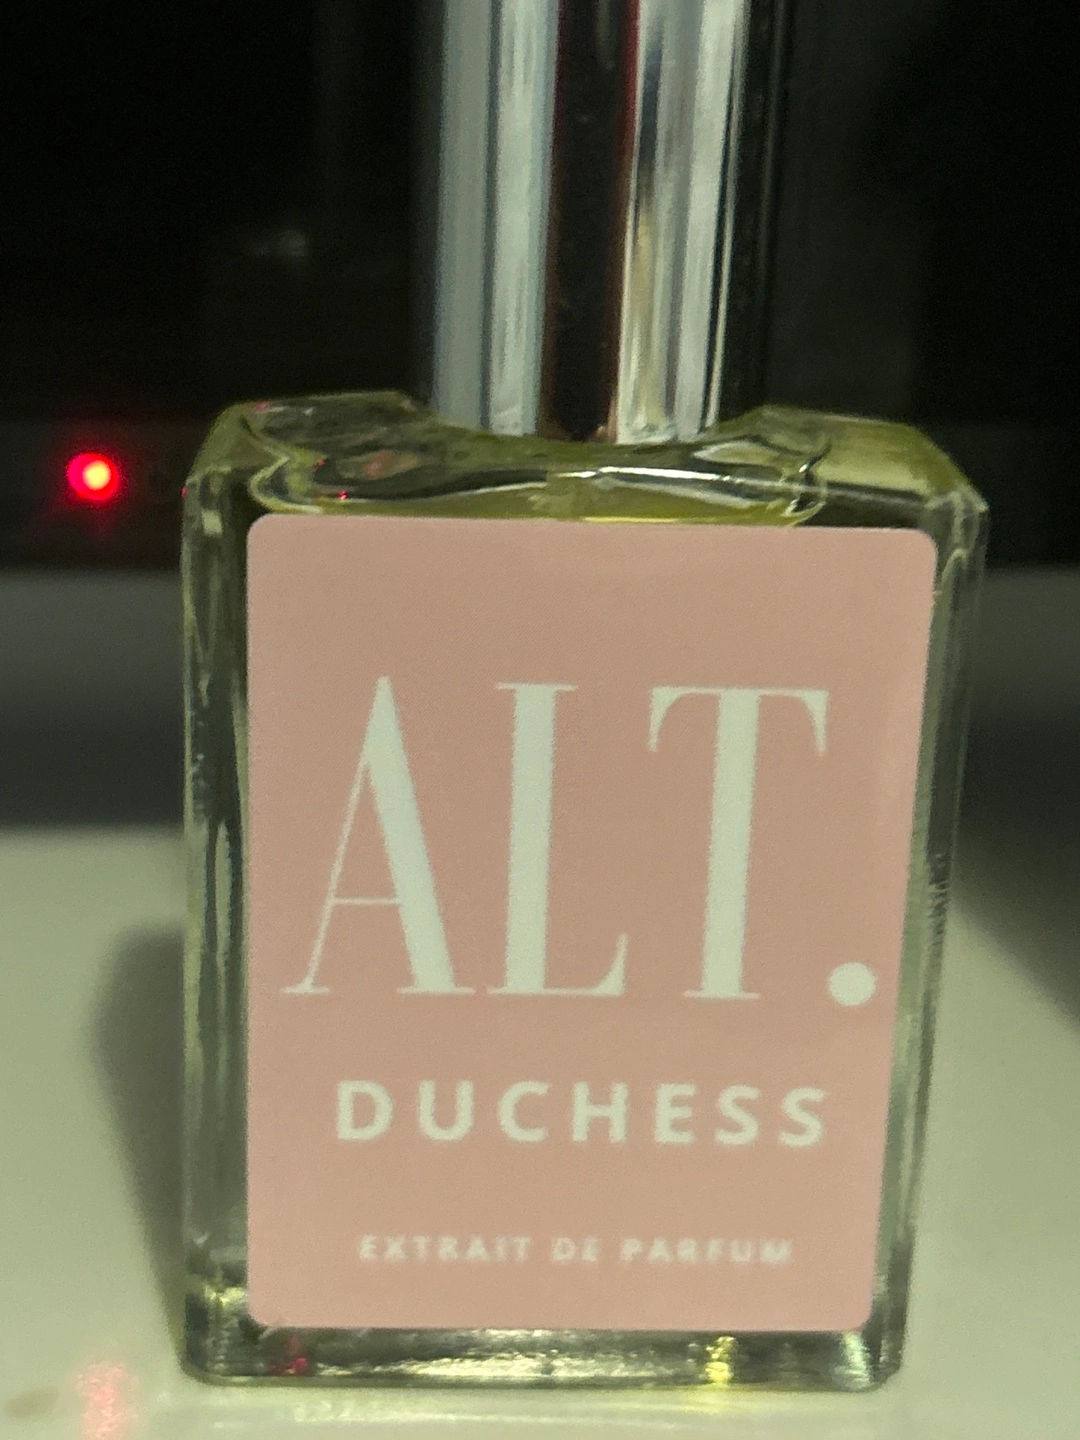 ALT.
DUCHESS
EXTRAIT DE PARFUM